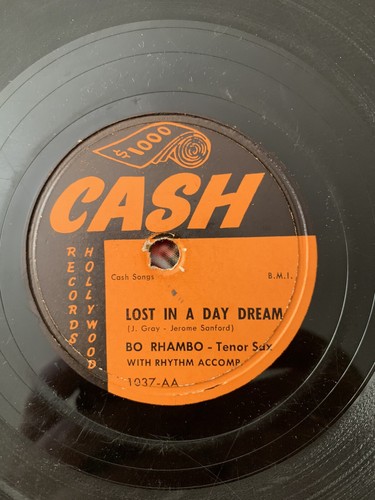 $1000
CASH
RECORDS
HOLLYWOOD
Cash Songs B.M.I.
LOST IN A DAY DREAM
(J. Gray - Jerome Sanford)
BO RHAMBO - Tenor Sax
WITH RHYTHM ACCOMP.
1037-AA